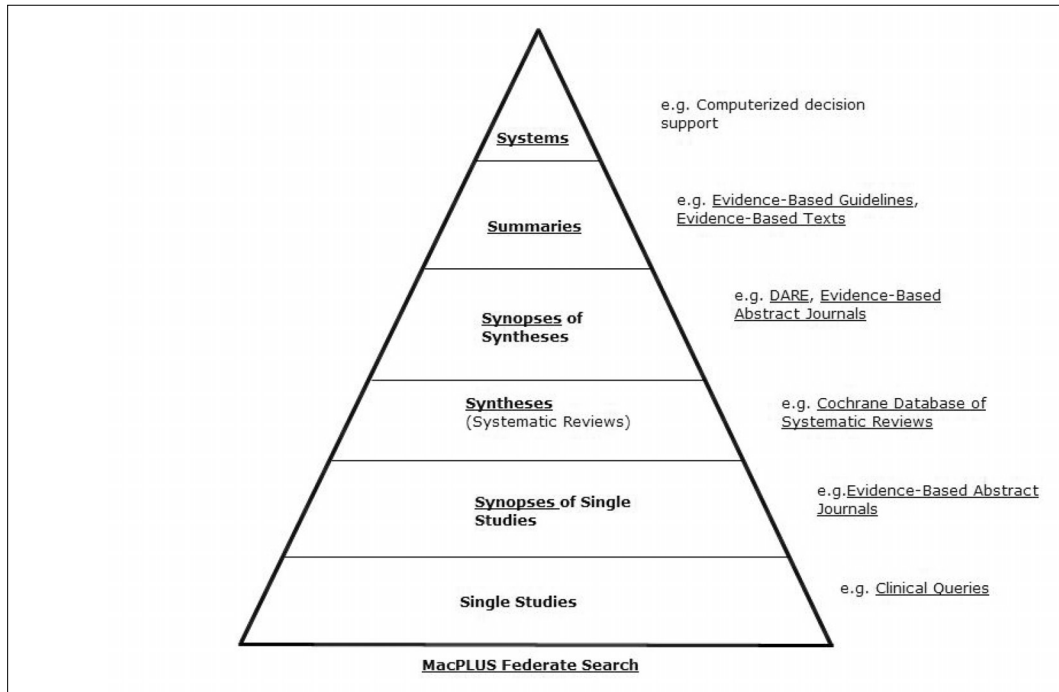 e.g. Computerized decision
support
Systems
e.g. Evidence-Based Guidelines,
Evidence-Based Texts
Summaries
e.g. DARE, Evidence-Based
Abstract Journals
Synopses of
Syntheses
Syntheses
(Systematic Reviews)
e.g. Cochrane Database of
Systematic Reviews
e.g.Evidence-Based Abstract
Journals
Synopses of Single
Studies
e.g. Clinical Queries
Single Studies
MacPLUS Federate Search